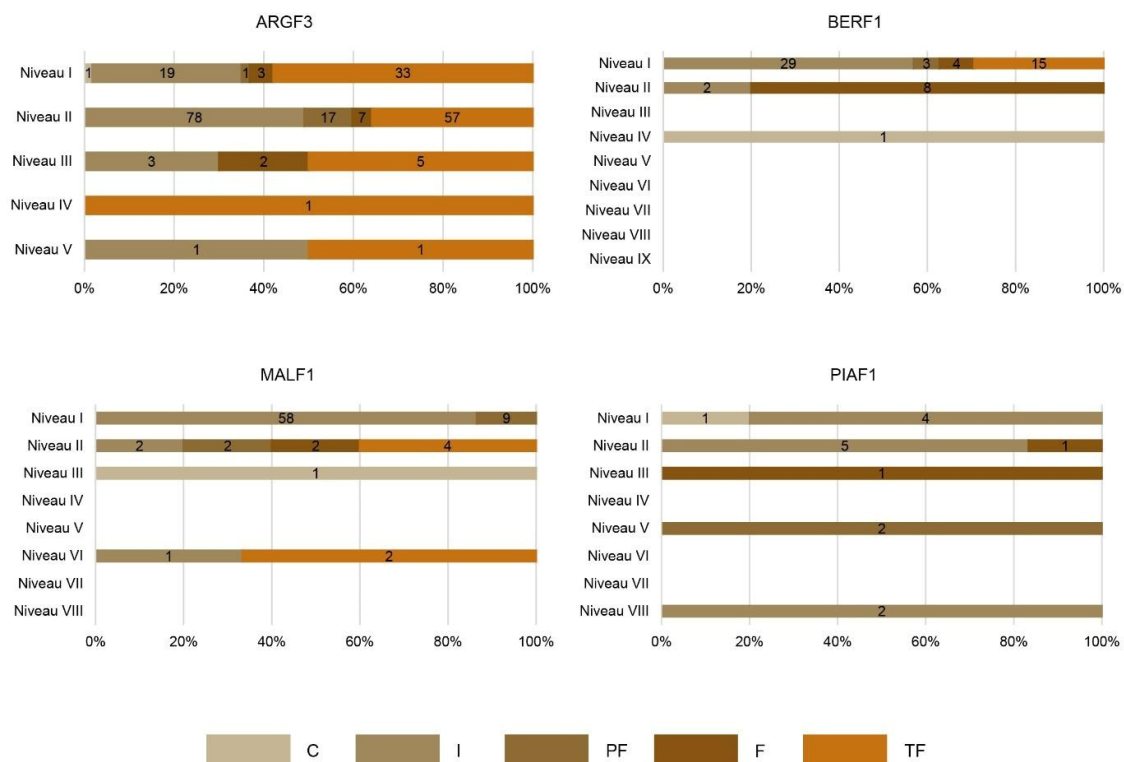 ARGF3
Niveau I 1 19 1 3 33
Niveau II 78 17 7 57
Niveau III 3 2 5
Niveau IV 1
Niveau V 1 1
0% 20% 40% 60% 80% 100%
BERF1
Niveau I 29 3 4 15
Niveau II 2 8
Niveau III
Niveau IV 1
Niveau V
Niveau VI
Niveau VII
Niveau VIII
Niveau IX
0% 20% 40% 60% 80% 100%
MALF1
Niveau I 58 9
Niveau II 2 2 2 4
Niveau III 1
Niveau IV
Niveau V
Niveau VI 1 2
Niveau VII
Niveau VIII
0% 20% 40% 60% 80% 100%
PIAF1
Niveau I 1 4
Niveau II 5 1
Niveau III 1
Niveau IV
Niveau V 2
Niveau VI
Niveau VII
Niveau VIII 2
0% 20% 40% 60% 80% 100%
C I PF F TF